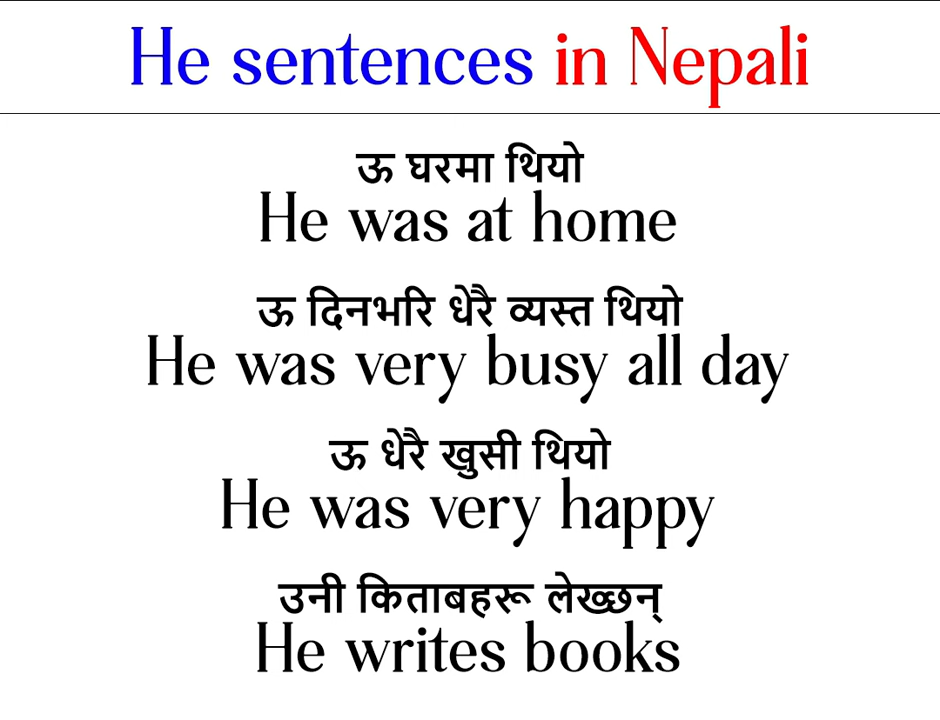 He sentences in Nepali
ऊ घरमा थियो
He was at home
ऊ दिनभरि धेरै व्यस्त थियो
He was very busy all day
ऊ धेरै खुसी थियो
He was very happy
उनी किताबहरू लेख्छन्
He writes books